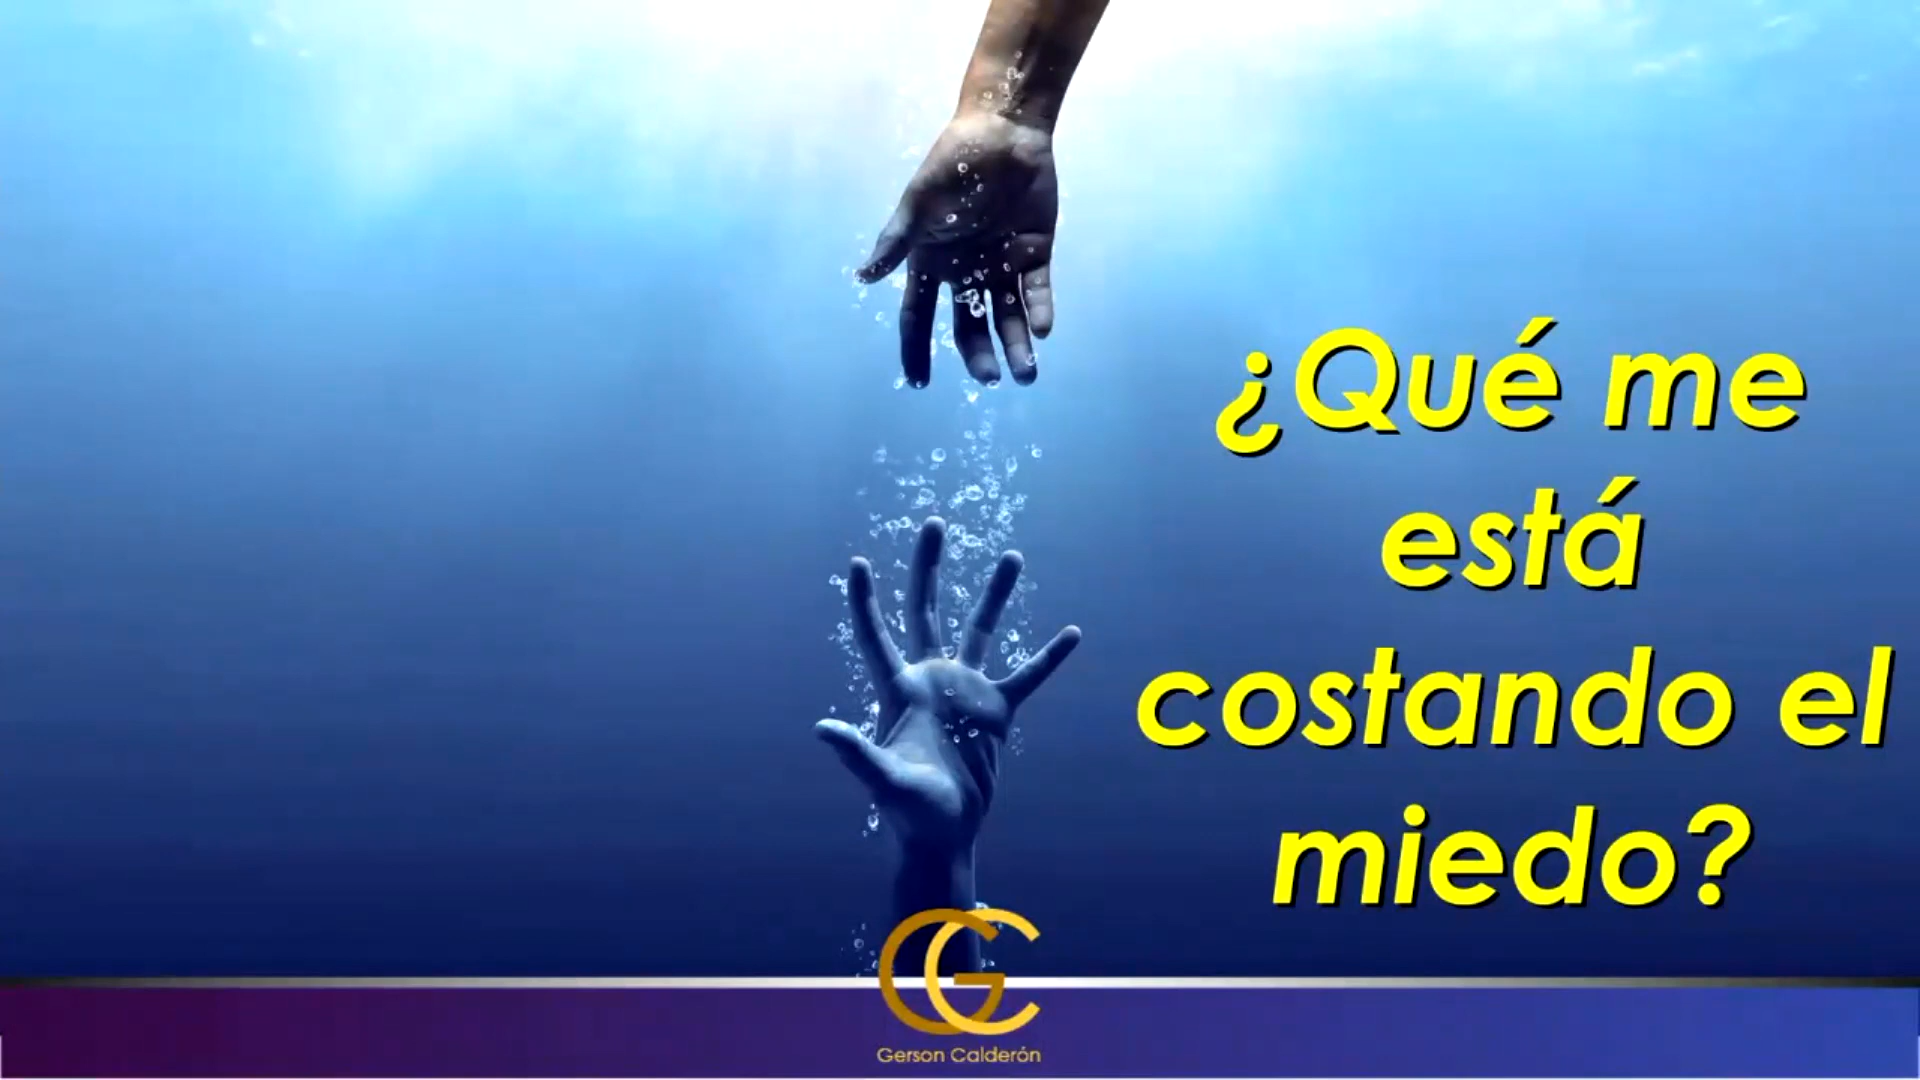 ¿Qué me
está
costando el
miedo?
GC
Gerson Calderón